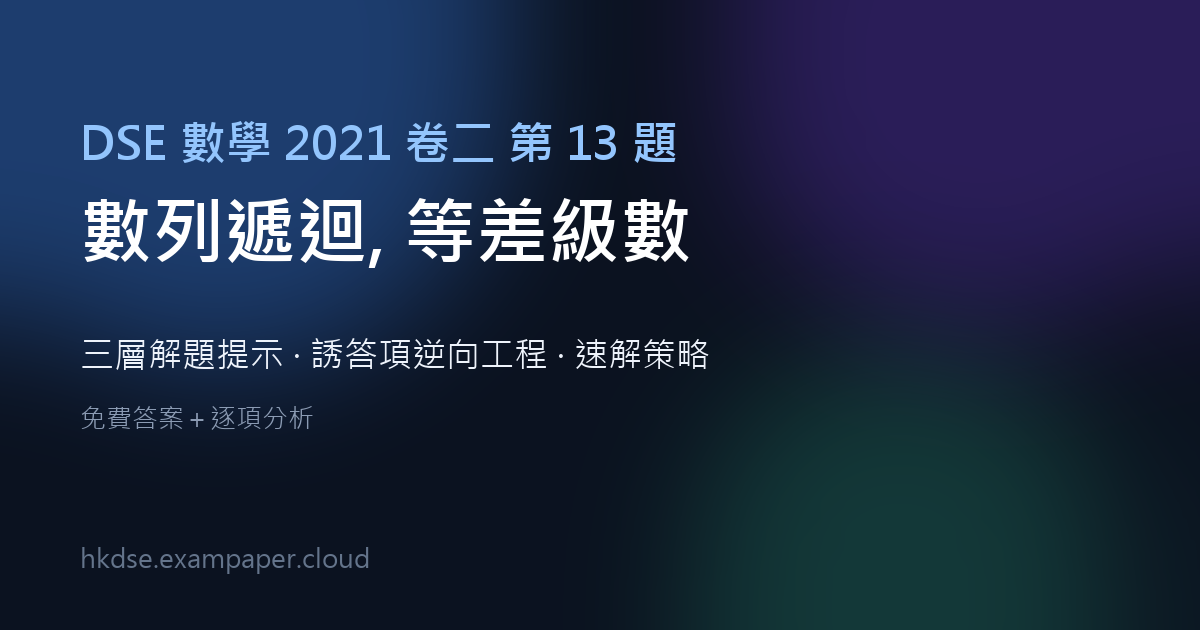 DSE 數學 2021 卷二 第 13 題
數列遞迴, 等差級數
三層解題提示 · 誘答項逆向工程 · 速解策略
免費答案 + 逐項分析
hkdse.exampaper.cloud